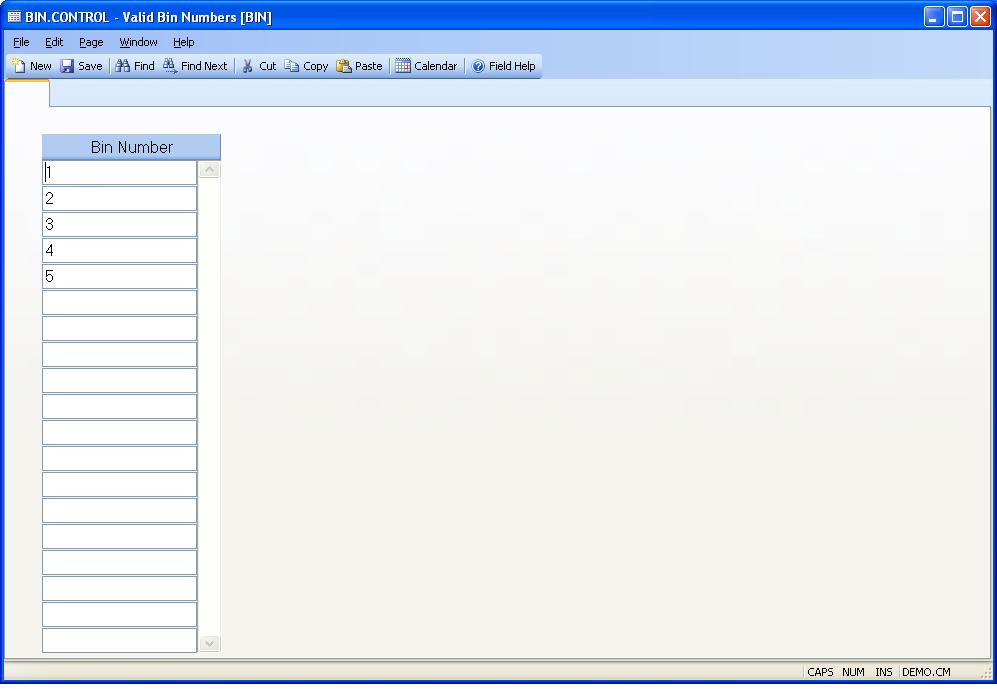 BIN.CONTROL - Valid Bin Numbers [BIN]
File Edit Page Window Help
New Save Find Find Next Cut Copy Paste Calendar Field Help
Bin Number
1
2
3
4
5
CAPS NUM INS DEMO.CM